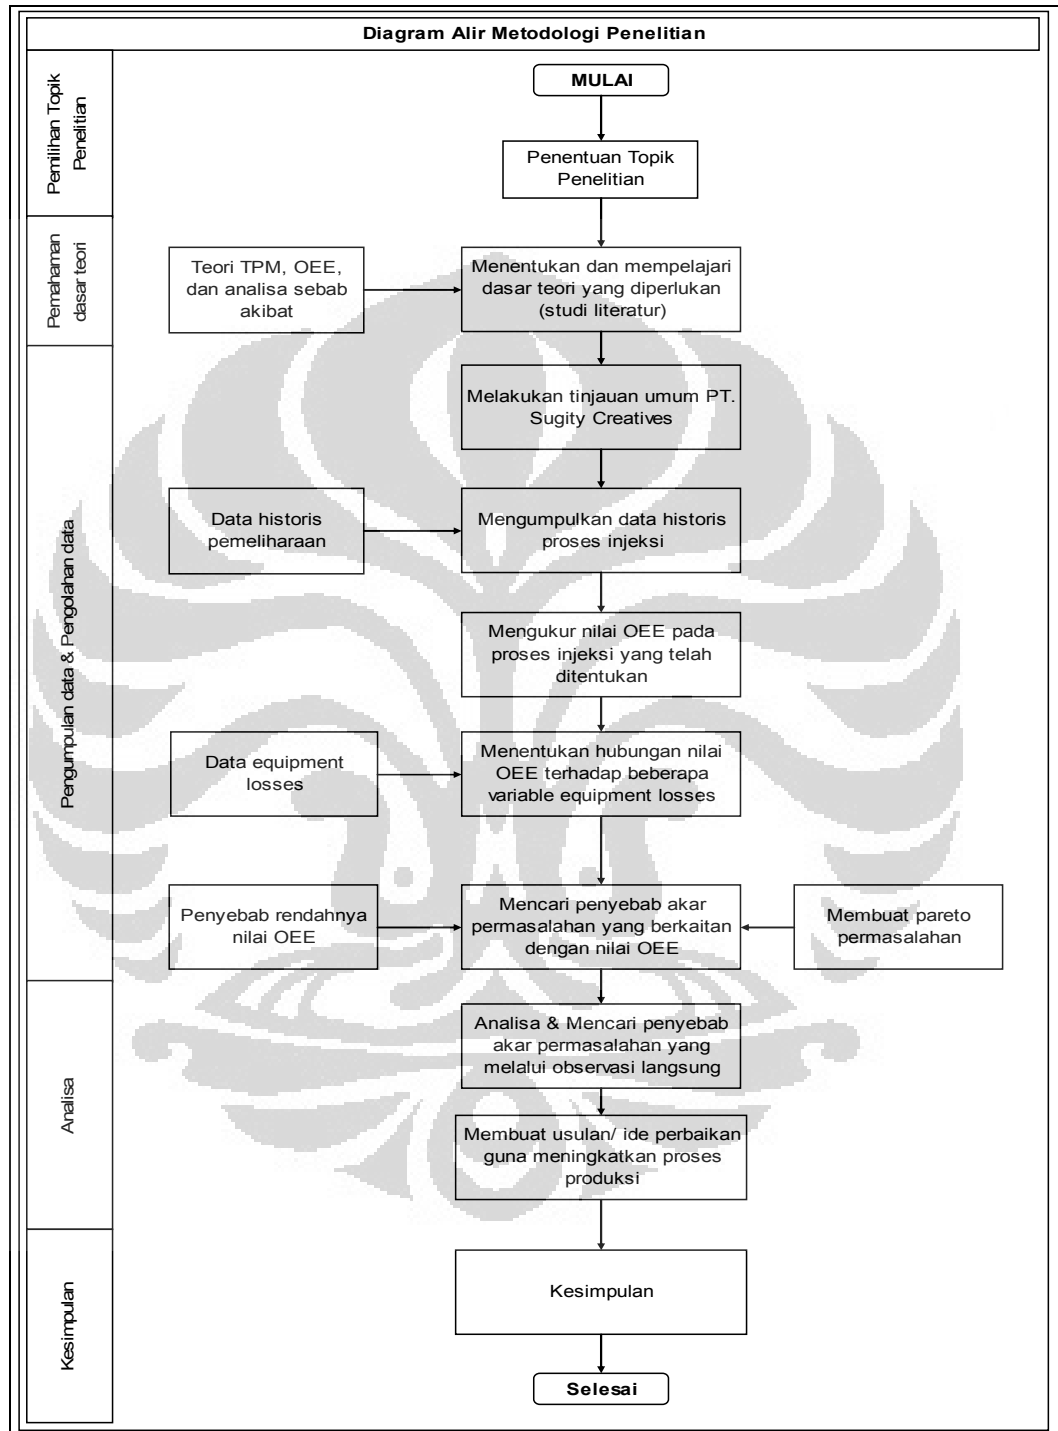 Diagram Alir Metodologi Penelitian
Pemilihan Topik
Penelitian
MULAI
Penentuan Topik
Penelitian
Pemahaman
dasar teori
Teori TPM, OEE,
dan analisa sebab
akibat
Menentukan dan mempelajari
dasar teori yang diperlukan
(studi literatur)
Pengumpulan data & Pengolahan data
Melakukan tinjauan umum PT.
Sugity Creatives
Data historis
pemeliharaan
Mengumpulkan data historis
proses injeksi
Mengukur nilai OEE pada
proses injeksi yang telah
ditentukan
Data equipment
losses
Menentukan hubungan nilai
OEE terhadap beberapa
variable equipment losses
Penyebab rendahnya
nilai OEE
Mencari penyebab akar
permasalahan yang berkaitan
dengan nilai OEE
Membuat pareto
permasalahan
Analisa
Analisa & Mencari penyebab
akar permasalahan yang
melalui observasi langsung
Membuat usulan/ ide perbaikan
guna meningkatkan proses
produksi
Kesimpulan
Kesimpulan
Selesai